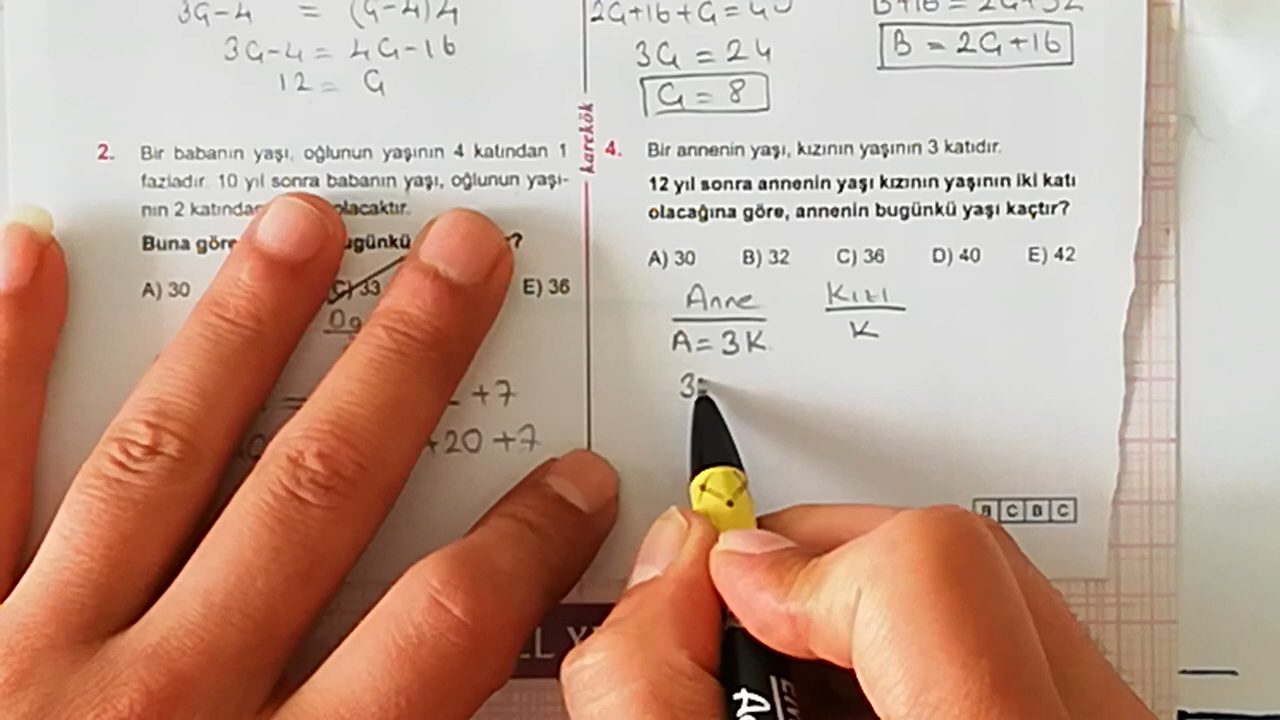 3G-4 = (G-4)4
3G-4 = 4G-16
12 = G
2G+16+G=40
3G = 24
G = 8
B = 2G+16
karekök
2. Bir babanın yaşı, oğlunun yaşının 4 katından 1
fazladır. 10 yıl sonra babanın yaşı, oğlunun yaşı-
nın 2 katından olacaktır.
Buna göre bugünkü ?
A) 30 C) 33 E) 36
+7
+20 +7
4. Bir annenin yaşı, kızının yaşının 3 katıdır.
12 yıl sonra annenin yaşı kızının yaşının iki katı
olacağına göre, annenin bugünkü yaşı kaçtır?
A) 30 B) 32 C) 36 D) 40 E) 42
Anne Kızı
A = 3K K
3
B C B C